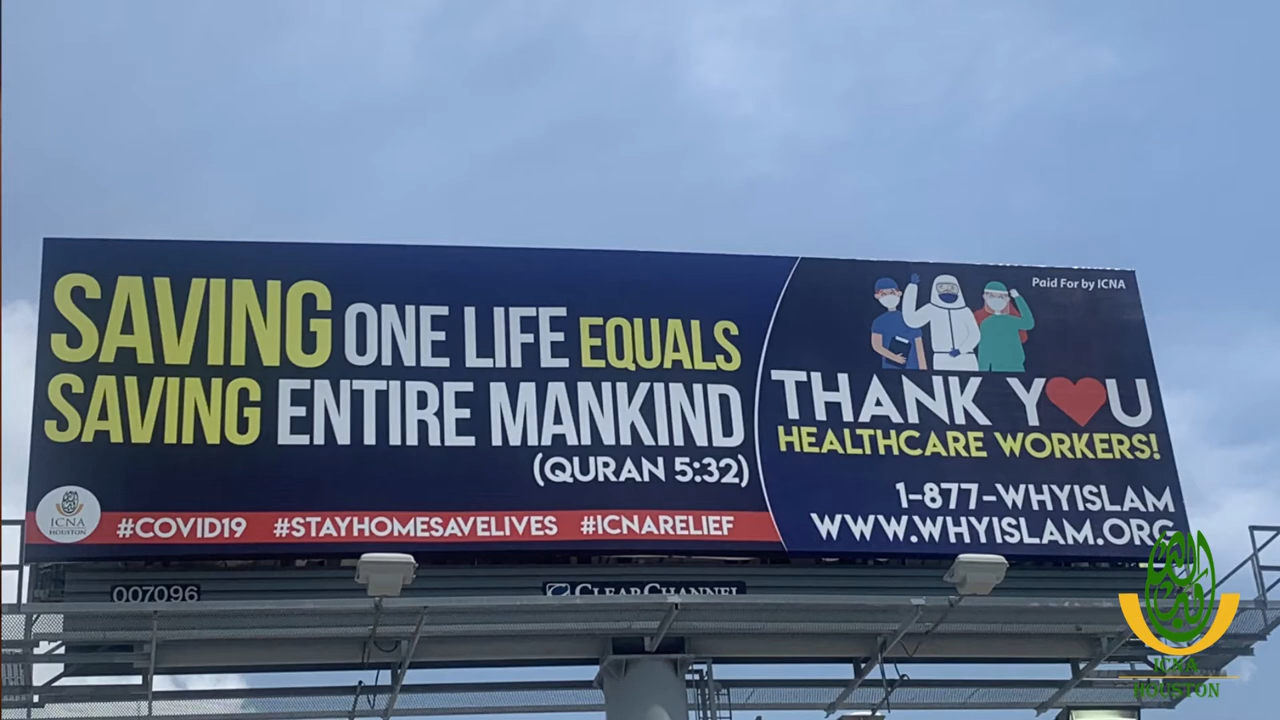 SAVING ONE LIFE EQUALS
SAVING ENTIRE MANKIND
(QURAN 5:32)
Paid For by ICNA
THANK Y❤U
HEALTHCARE WORKERS!
1-877-WHYISLAM
WWW.WHYISLAM.ORG
ICNA
HOUSTON
#COVID19 #STAYHOMESAVELIVES #ICNARELIEF
007096
CLEAR CHANNEL
ICNA
HOUSTON